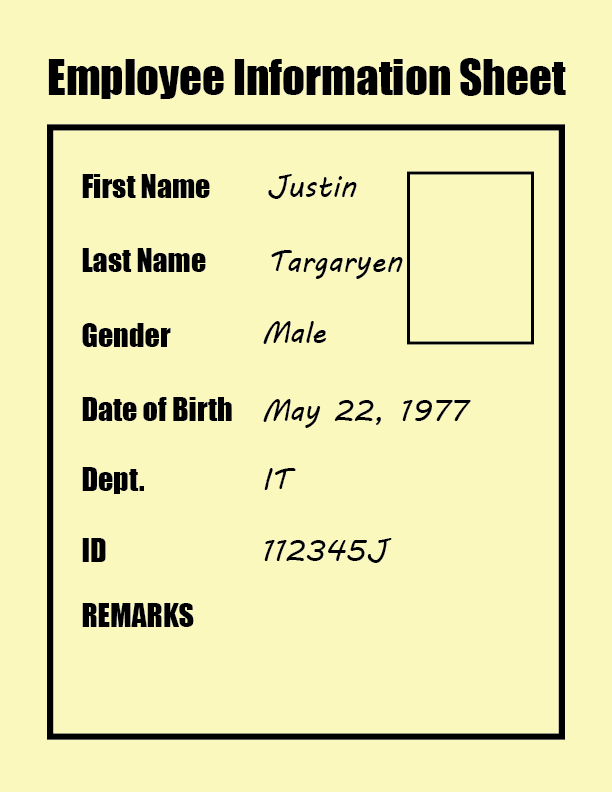 Employee Information Sheet
First Name Justin
Last Name Targaryen
Gender Male
Date of Birth May 22, 1977
Dept. IT
ID 112345J
REMARKS